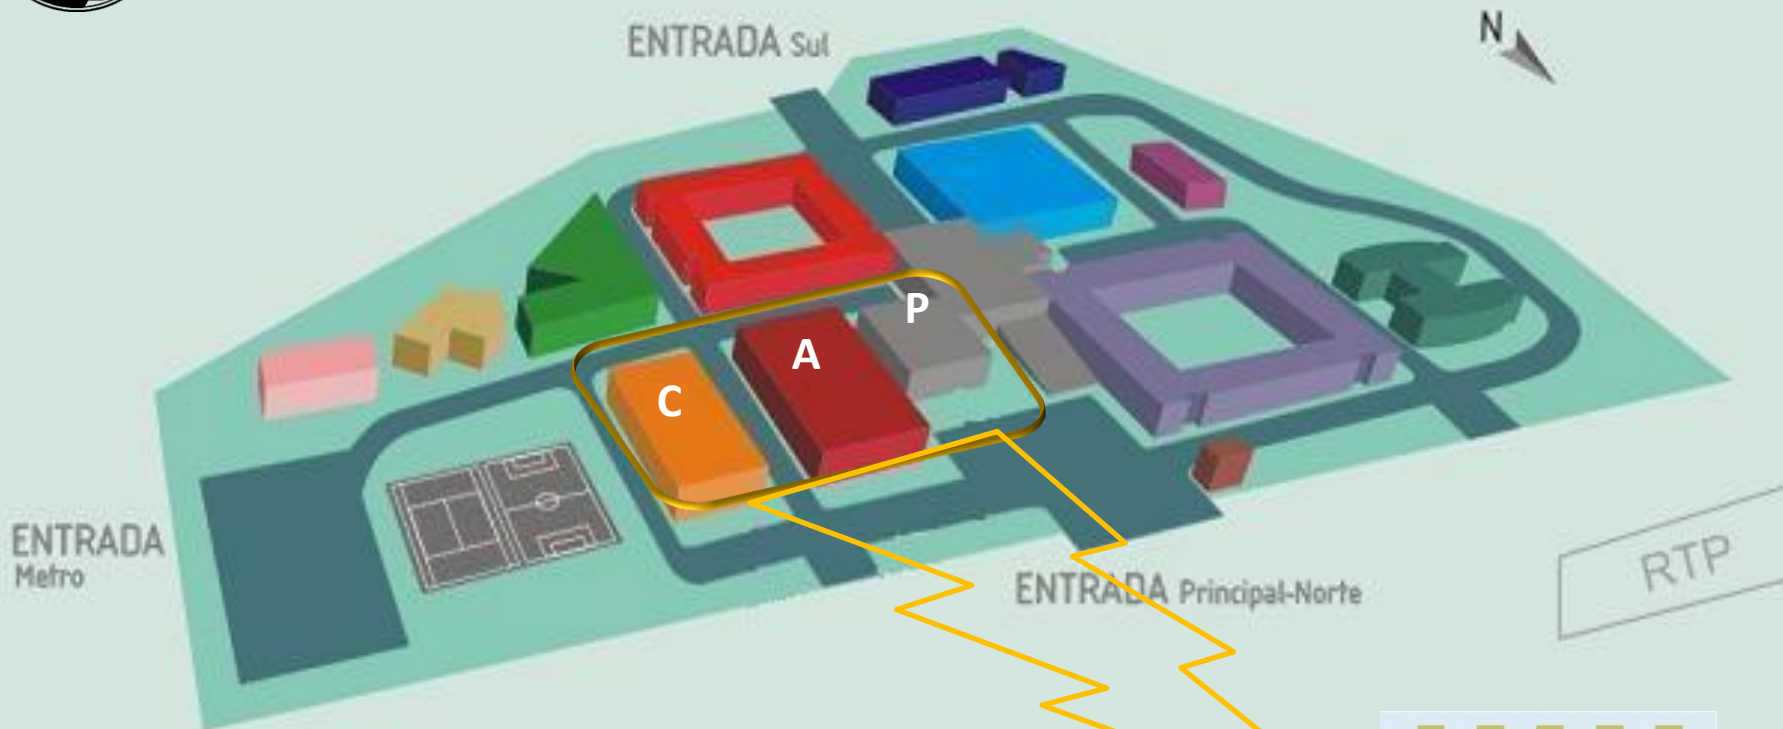 ENTRADA Sul
N
P
A
C
ENTRADA
Metro
ENTRADA Principal-Norte
RTP